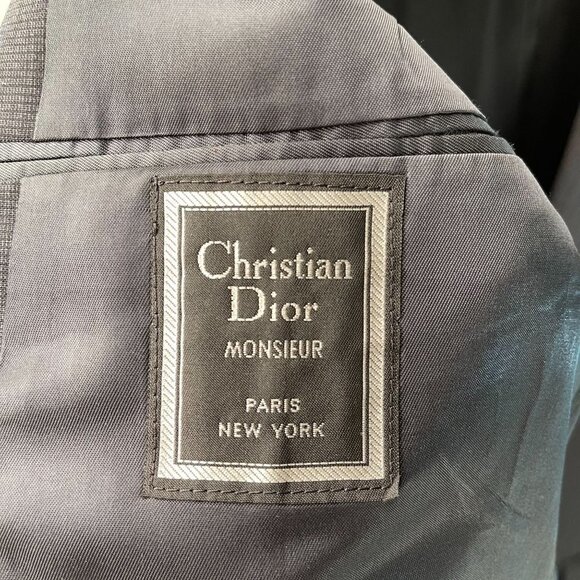 Christian
Dior
MONSIEUR
PARIS
NEW YORK